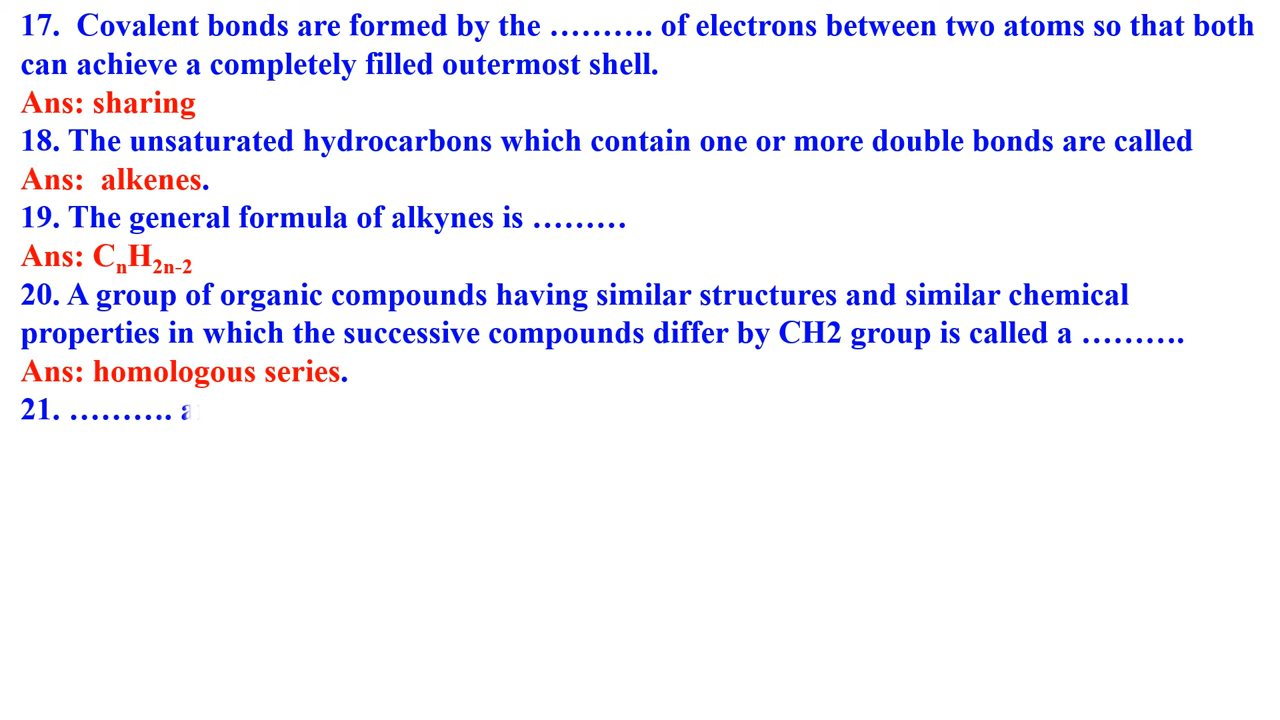 17.  Covalent bonds are formed by the ………. of electrons between two atoms so that both
can achieve a completely filled outermost shell.
Ans: sharing
18. The unsaturated hydrocarbons which contain one or more double bonds are called
Ans:  alkenes.
19. The general formula of alkynes is ………
Ans: CₙH₂ₙ₋₂
20. A group of organic compounds having similar structures and similar chemical
properties in which the successive compounds differ by CH2 group is called a ……….
Ans: homologous series.
21. ……….